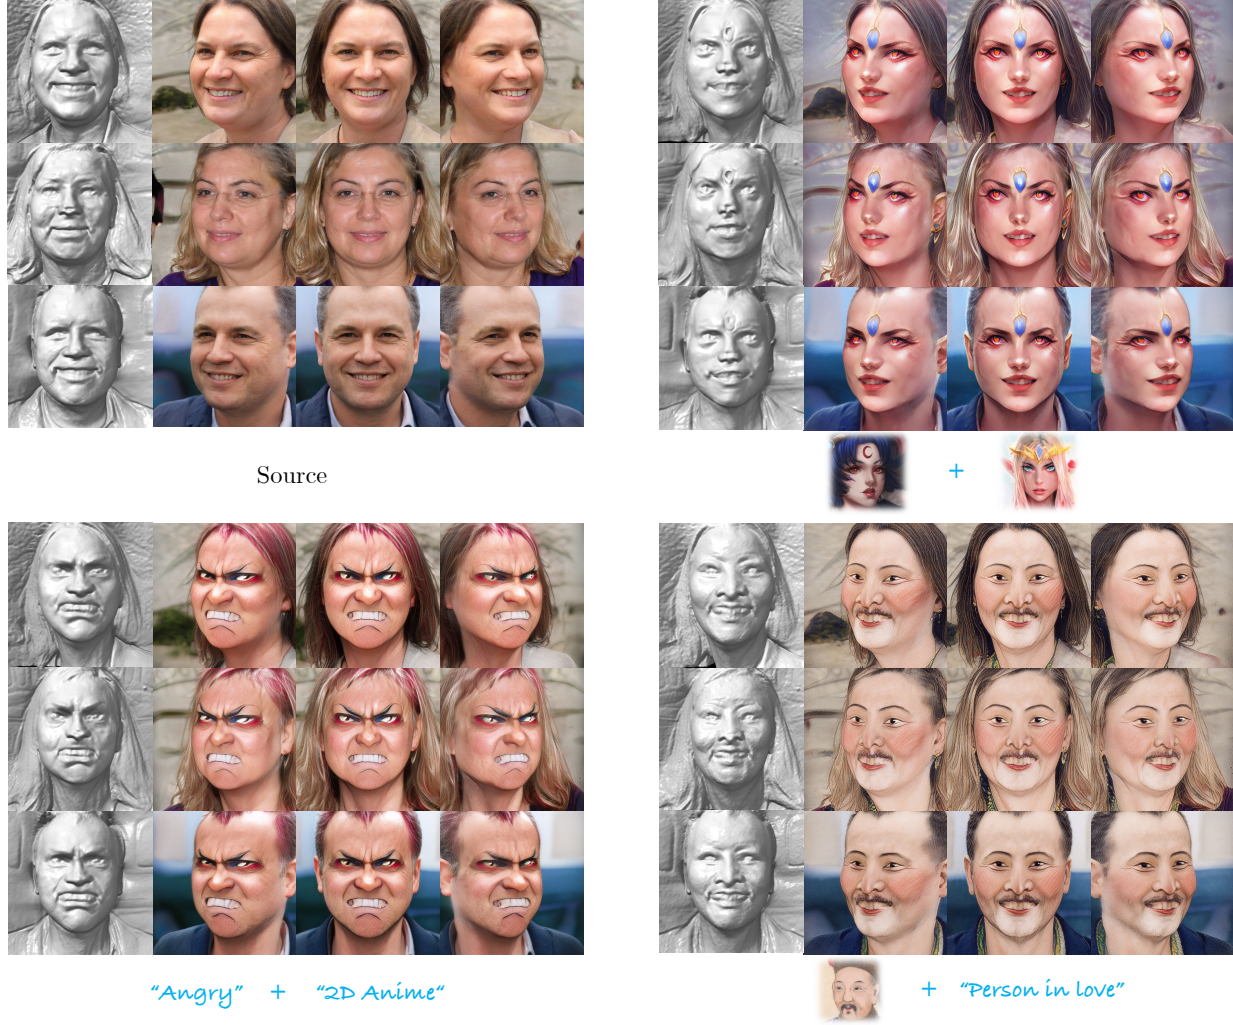 Source
+
"Angry" + "2D Anime"
+ "Person in love"